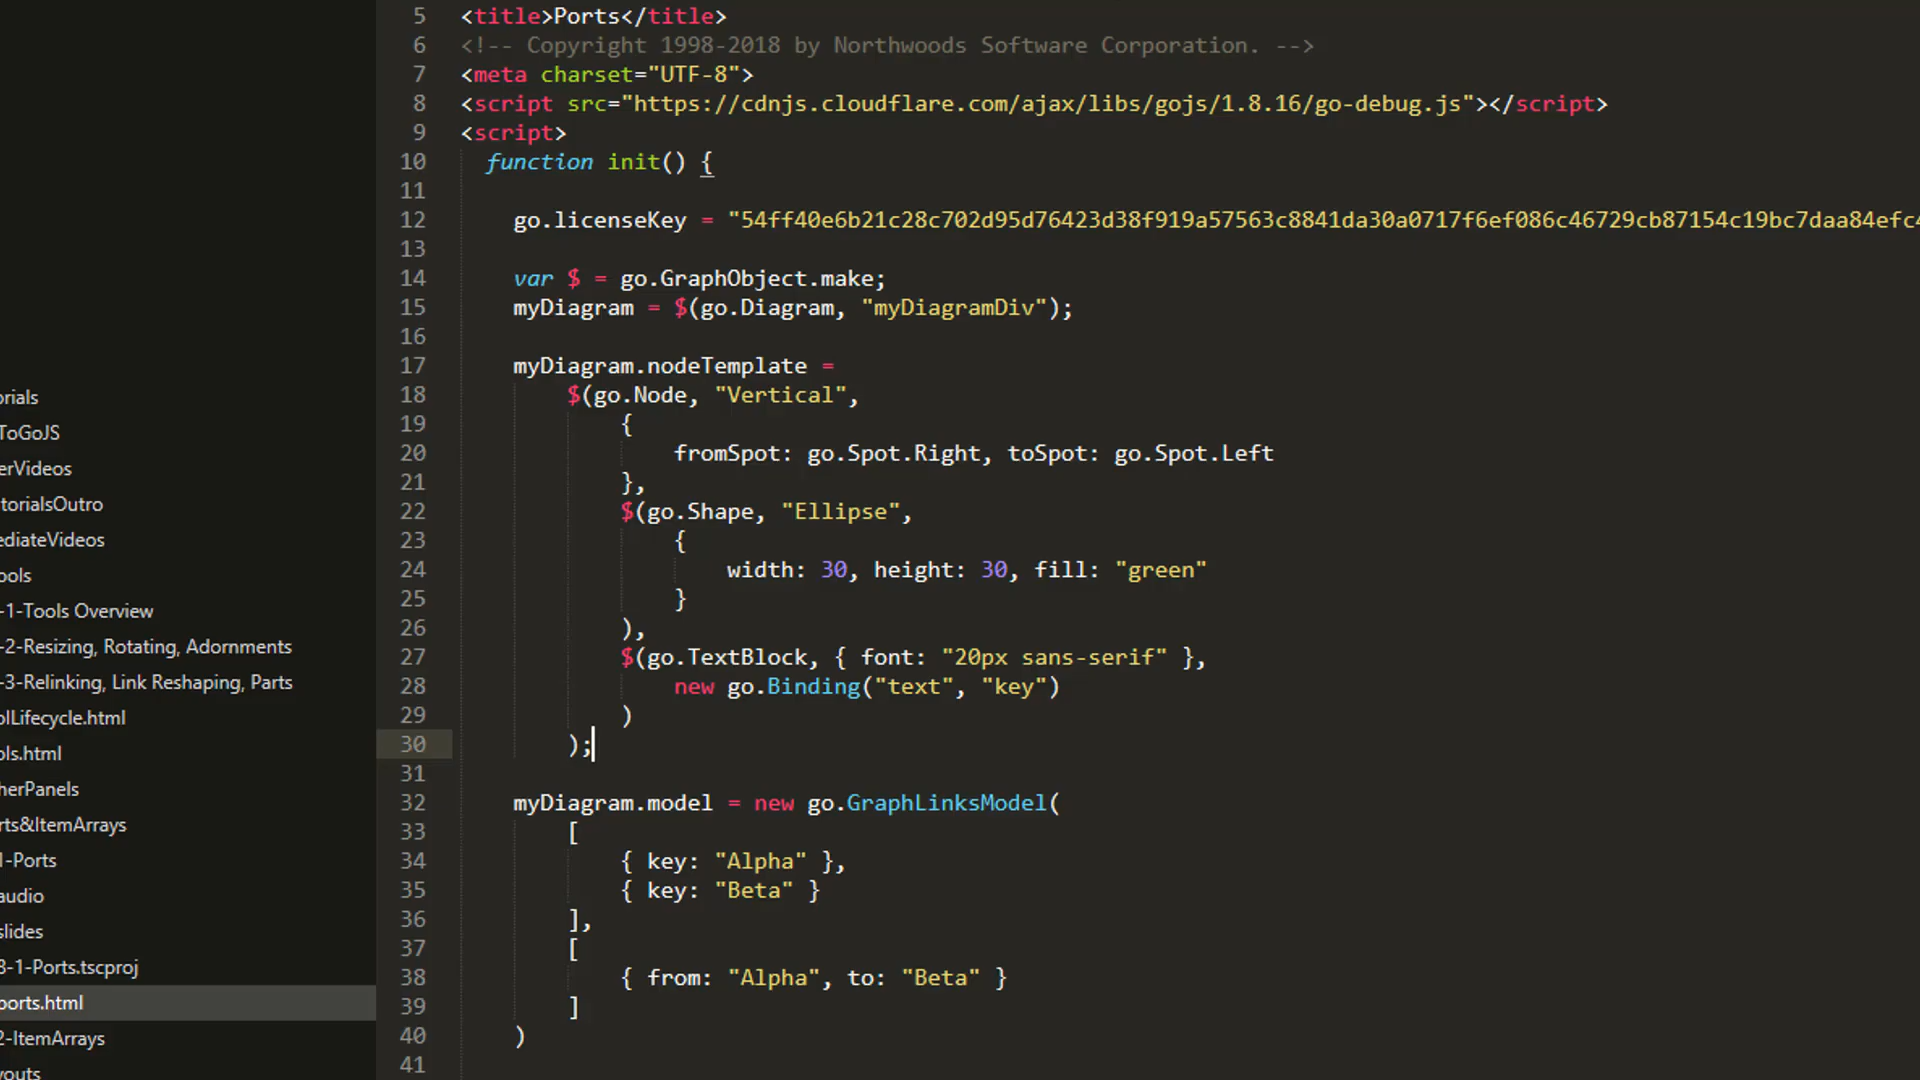 orials
ToGoJS
erVideos
torialsOutro
ediateVideos
ools
-1-Tools Overview
-2-Resizing, Rotating, Adornments
-3-Relinking, Link Reshaping, Parts
olLifecycle.html
ols.html
herPanels
rts&ItemArrays
1-Ports
audio
slides
3-1-Ports.tscproj
ports.html
2-ItemArrays
youts
5 <title>Ports</title>
6 <!-- Copyright 1998-2018 by Northwoods Software Corporation. -->
7 <meta charset="UTF-8">
8 <script src="https://cdnjs.cloudflare.com/ajax/libs/gojs/1.8.16/go-debug.js"></script>
9 <script>
10 function init() {
11
12 go.licenseKey = "54ff40e6b21c28c702d95d76423d38f919a57563c8841da30a0717f6ef086c46729cb87154c19bc7daa84efc4
13
14 var $ = go.GraphObject.make;
15 myDiagram = $(go.Diagram, "myDiagramDiv");
16
17 myDiagram.nodeTemplate =
18 $(go.Node, "Vertical",
19 {
20 fromSpot: go.Spot.Right, toSpot: go.Spot.Left
21 },
22 $(go.Shape, "Ellipse",
23 {
24 width: 30, height: 30, fill: "green"
25 }
26 ),
27 $(go.TextBlock, { font: "20px sans-serif" },
28 new go.Binding("text", "key")
29 )
30 );
31
32 myDiagram.model = new go.GraphLinksModel(
33 [
34 { key: "Alpha" },
35 { key: "Beta" }
36 ],
37 [
38 { from: "Alpha", to: "Beta" }
39 ]
40 )
41